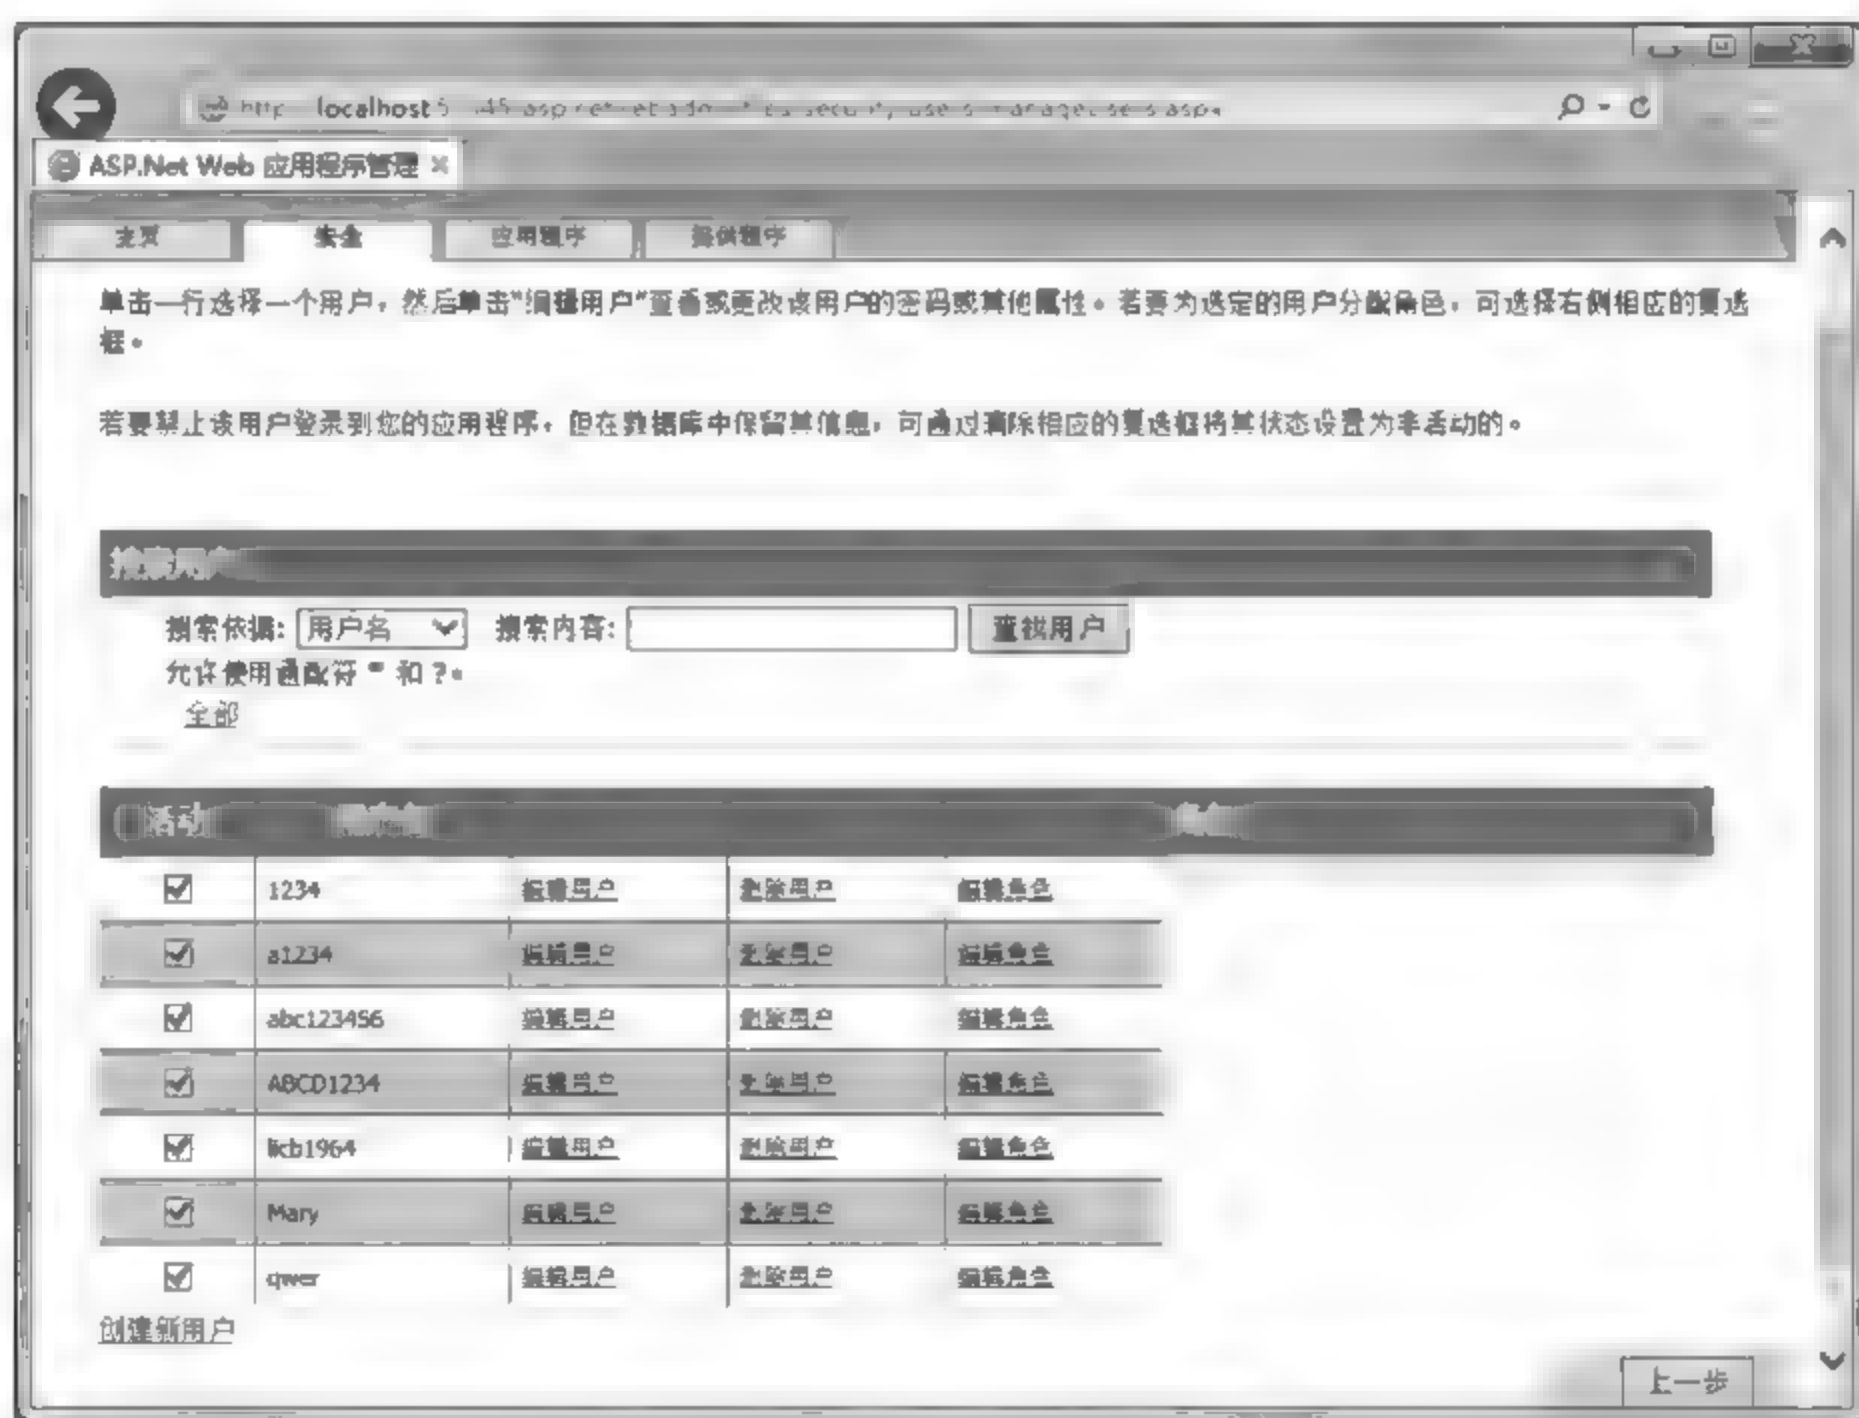 http localhost
ASP.Net Web 应用程序管理 ×
主页 安全 应用程序 提供程序
单击一行选择一个用户，然后单击"编辑用户"查看或更改该用户的密码或其他属性。若要为选定的用户分配角色，可选择右侧相应的复选
框。
若要禁止该用户登录到您的应用程序，但在数据库中保留其信息，可通过清除相应的复选框将其状态设置为非活动的。
搜索用户
搜索依据: 用户名 搜索内容: 查找用户
允许使用通配符 * 和 ?。
全部
活动
1234 编辑用户 删除用户 编辑角色
a1234 编辑用户 删除用户 编辑角色
abc123456 编辑用户 删除用户 编辑角色
ABCD1234 编辑用户 删除用户 编辑角色
编辑用户 删除用户 编辑角色
Mary 编辑用户 删除用户 编辑角色
qwer 编辑用户 删除用户 编辑角色
创建新用户
上一步